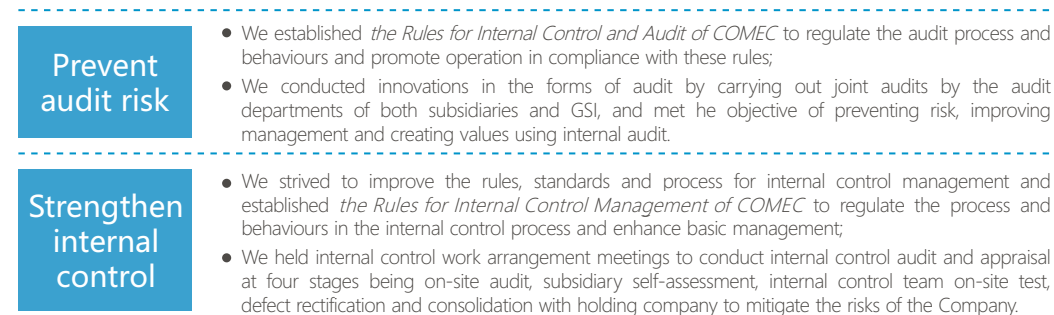 Prevent
audit risk
● We established the Rules for Internal Control and Audit of COMEC to regulate the audit process and
behaviours and promote operation in compliance with these rules;
● We conducted innovations in the forms of audit by carrying out joint audits by the audit
departments of both subsidiaries and GSI, and met he objective of preventing risk, improving
management and creating values using internal audit.
Strengthen
internal
control
● We strived to improve the rules, standards and process for internal control management and
established the Rules for Internal Control Management of COMEC to regulate the process and
behaviours in the internal control process and enhance basic management;
● We held internal control work arrangement meetings to conduct internal control audit and appraisal
at four stages being on-site audit, subsidiary self-assessment, internal control team on-site test,
defect rectification and consolidation with holding company to mitigate the risks of the Company.